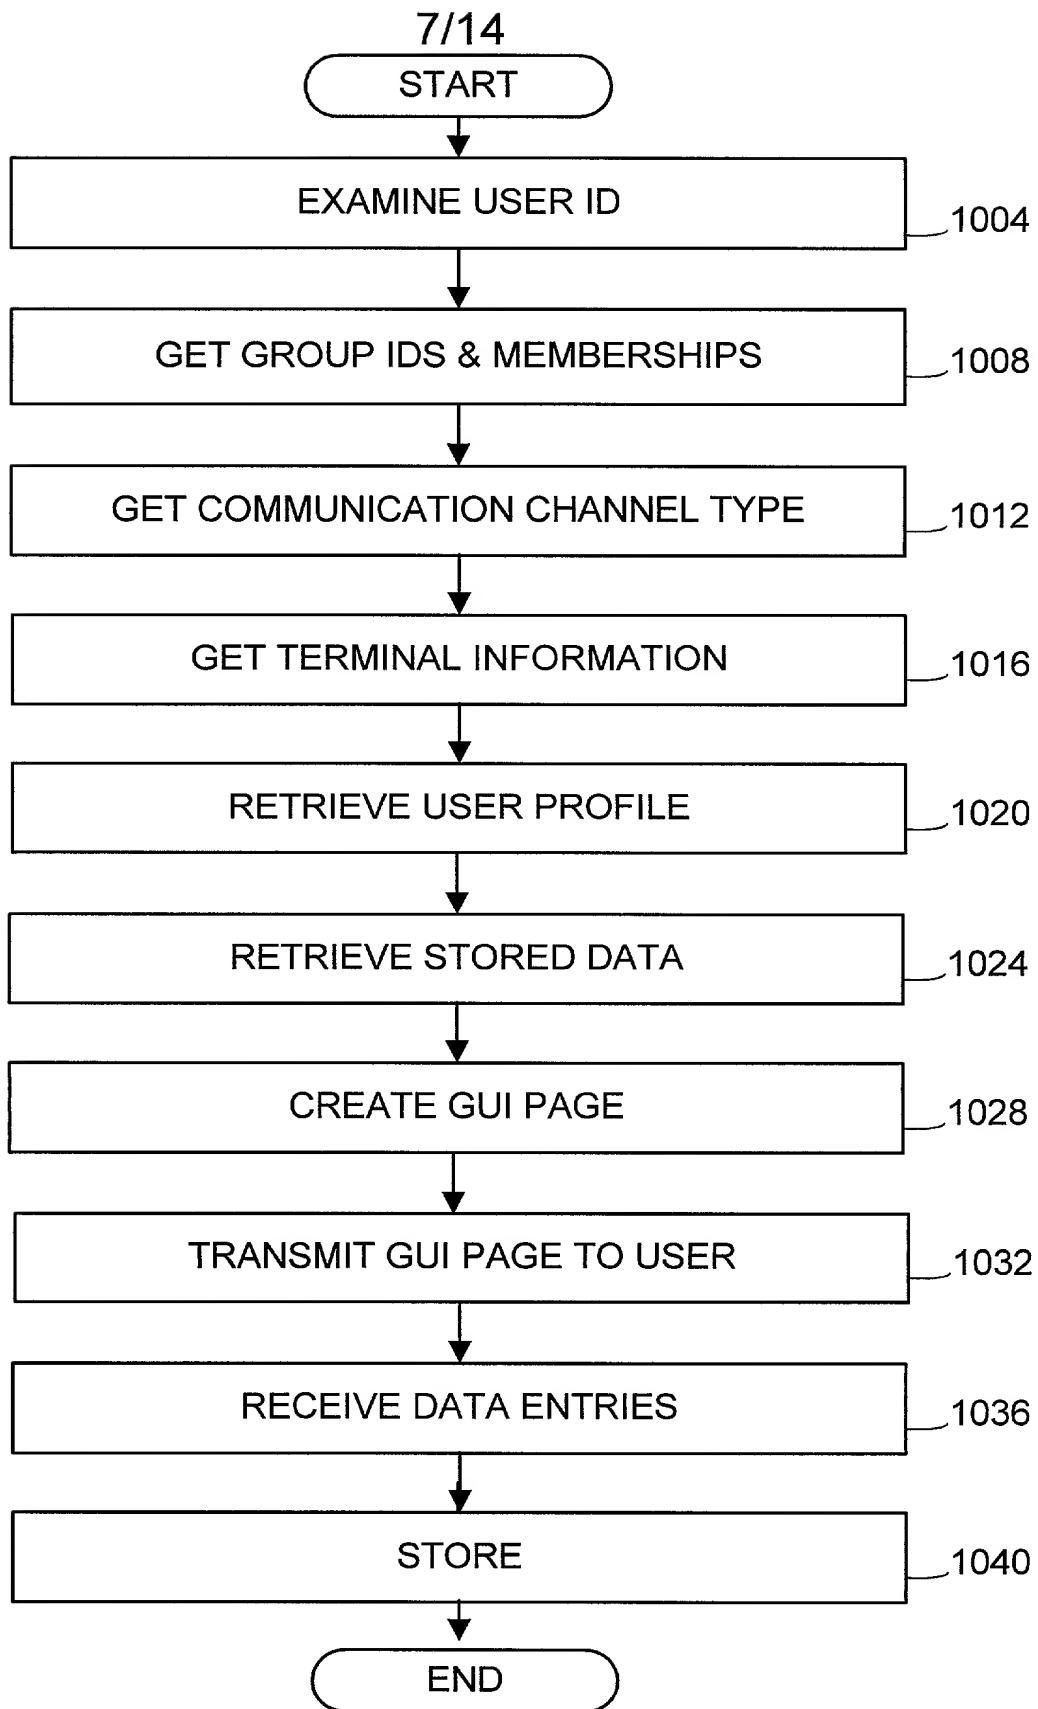 7/14
START
EXAMINE USER ID
1004
GET GROUP IDS & MEMBERSHIPS
1008
GET COMMUNICATION CHANNEL TYPE
1012
GET TERMINAL INFORMATION
1016
RETRIEVE USER PROFILE
1020
RETRIEVE STORED DATA
1024
CREATE GUI PAGE
1028
TRANSMIT GUI PAGE TO USER
1032
RECEIVE DATA ENTRIES
1036
STORE
1040
END